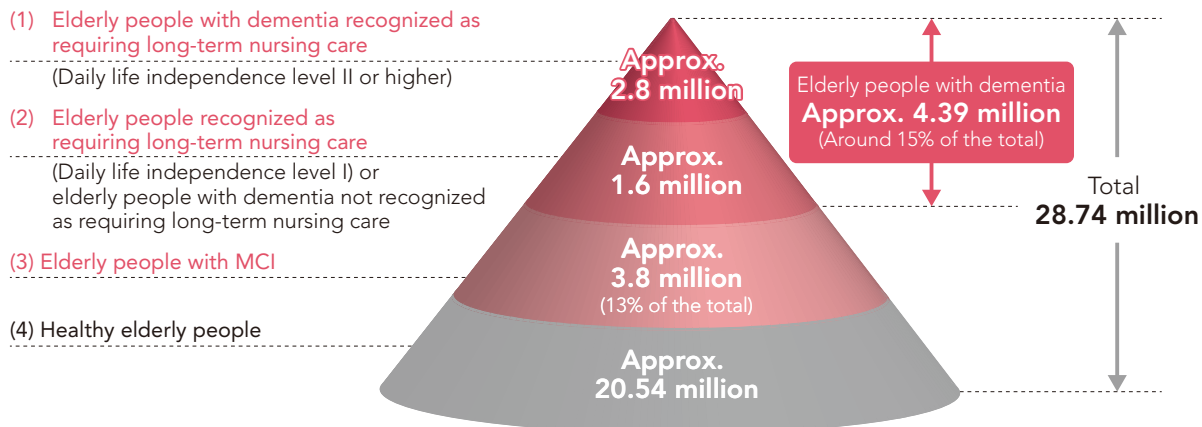 (1) Elderly people with dementia recognized as
requiring long-term nursing care
(Daily life independence level II or higher)
(2) Elderly people recognized as
requiring long-term nursing care
(Daily life independence level I) or
elderly people with dementia not recognized
as requiring long-term nursing care
(3) Elderly people with MCI
(4) Healthy elderly people
Approx.
2.8 million
Approx.
1.6 million
Approx.
3.8 million
(13% of the total)
Approx.
20.54 million
Elderly people with dementia
Approx. 4.39 million
(Around 15% of the total)
Total
28.74 million